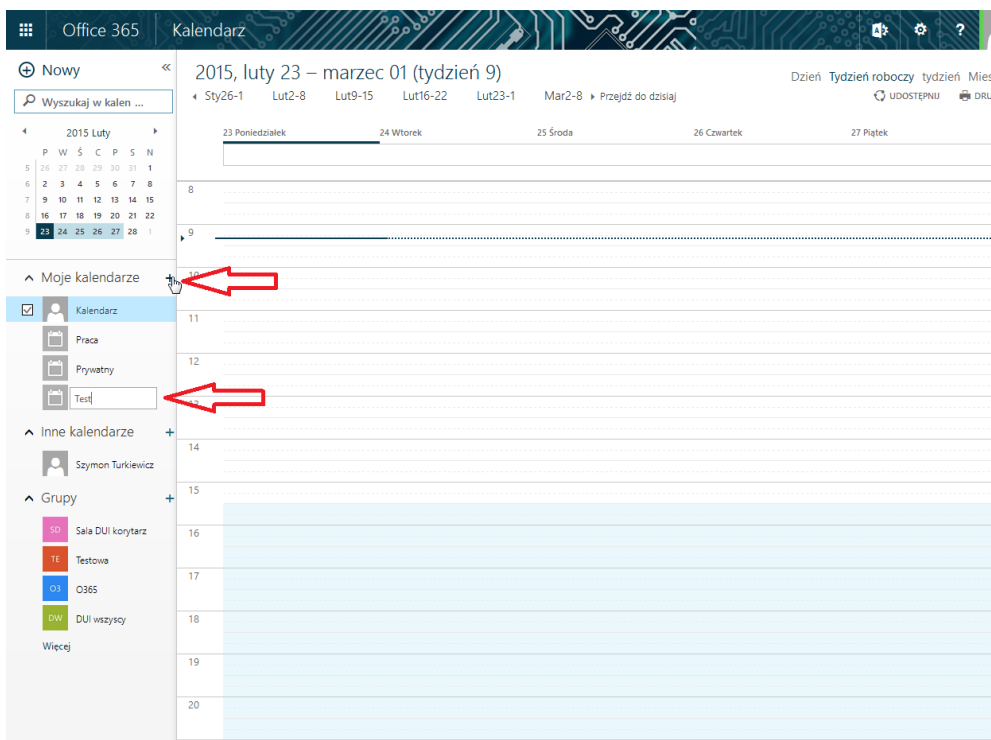 Office 365 Kalendarz
?
Nowy «
Wyszukaj w kalen ...
2015 Luty
P W Ś C P S N
5 26 27 28 29 30 31 1
6 2 3 4 5 6 7 8
7 9 10 11 12 13 14 15
8 16 17 18 19 20 21 22
9 23 24 25 26 27 28 1
Moje kalendarze +
Kalendarz
Praca
Prywatny
Test
Inne kalendarze +
Szymon Turkiewicz
Grupy +
SD Sala DUI korytarz
TE Testowa
O3 O365
DW DUI wszyscy
Więcej
2015, luty 23 – marzec 01 (tydzień 9)
Dzień Tydzień roboczy tydzień Mies
Sty26-1 Lut2-8 Lut9-15 Lut16-22 Lut23-1 Mar2-8 Przejdź do dzisiaj
UDOSTĘPNIJ DRU
23 Poniedziałek 24 Wtorek 25 Środa 26 Czwartek 27 Piątek
8
9
10
11
12
13
14
15
16
17
18
19
20